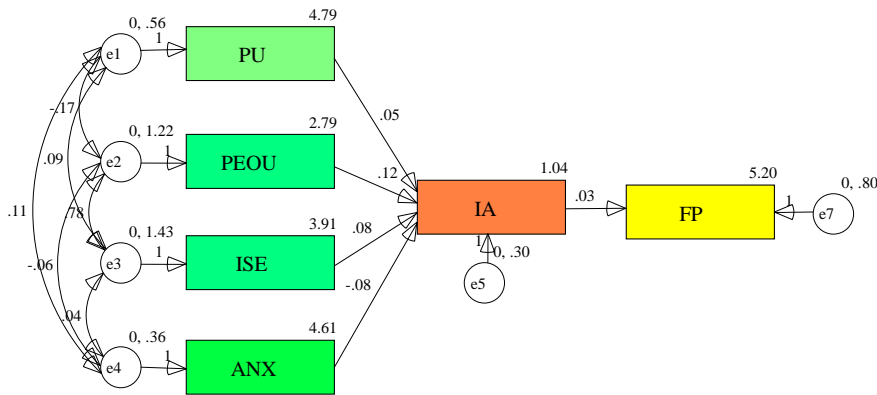 0, .56
4.79
e1
1
PU
-.17
.05
0, 1.22
2.79
e2
1
PEOU
.09
.12
1.04
5.20
0, .80
.11
.78
IA
.03
FP
1
e7
0, 1.43
3.91
e3
1
ISE
.08
-.06
-.08
1
0, .30
e5
.04
0, .36
4.61
e4
1
ANX